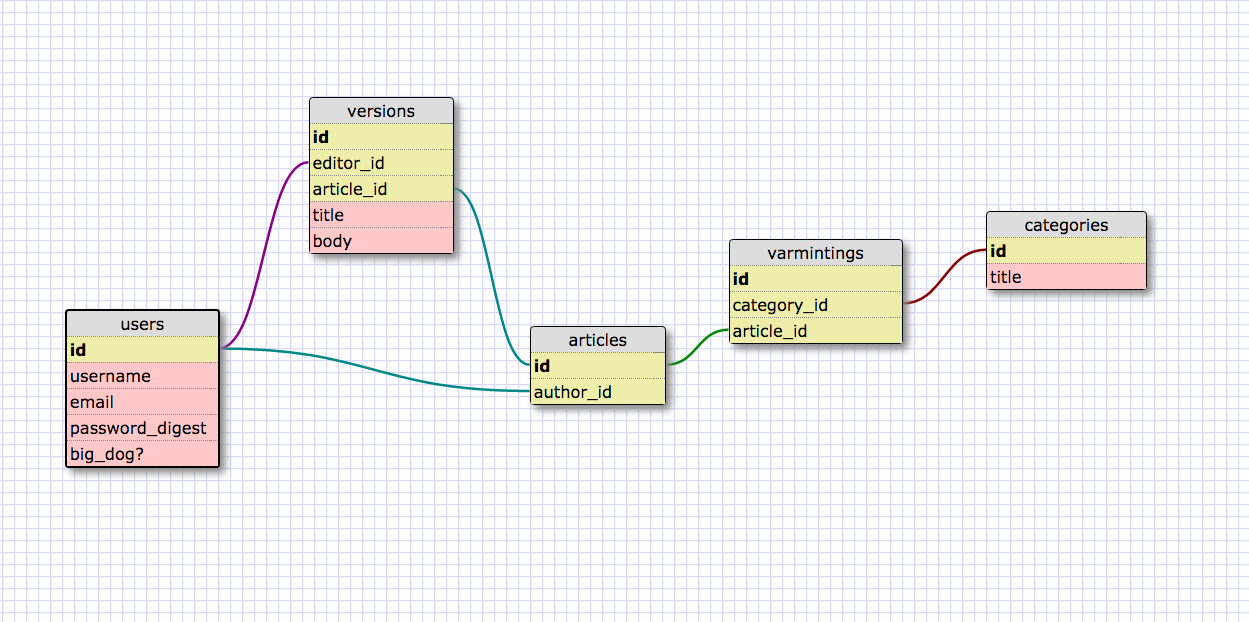 versions
id
editor_id
article_id
title
body
users
id
username
email
password_digest
big_dog?
articles
id
author_id
varmintings
id
category_id
article_id
categories
id
title